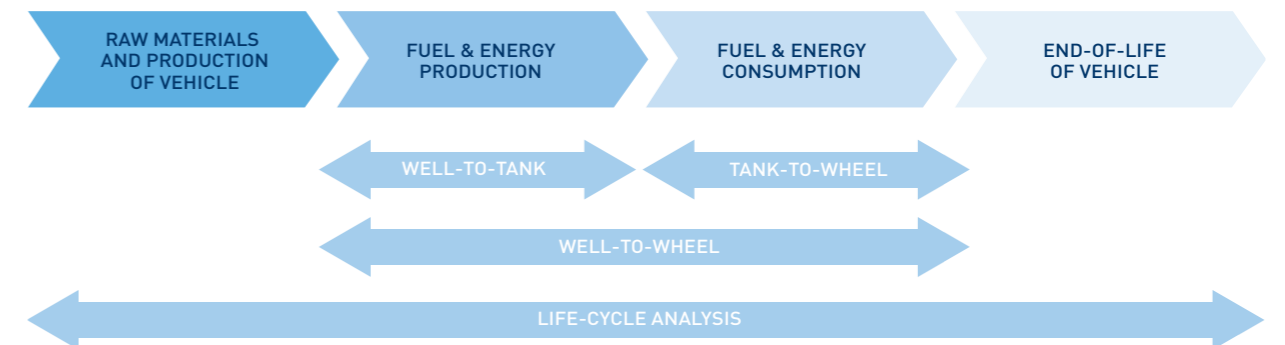 RAW MATERIALS
AND PRODUCTION
OF VEHICLE
FUEL & ENERGY
PRODUCTION
FUEL & ENERGY
CONSUMPTION
END-OF-LIFE
OF VEHICLE
WELL-TO-TANK
TANK-TO-WHEEL
WELL-TO-WHEEL
LIFE-CYCLE ANALYSIS